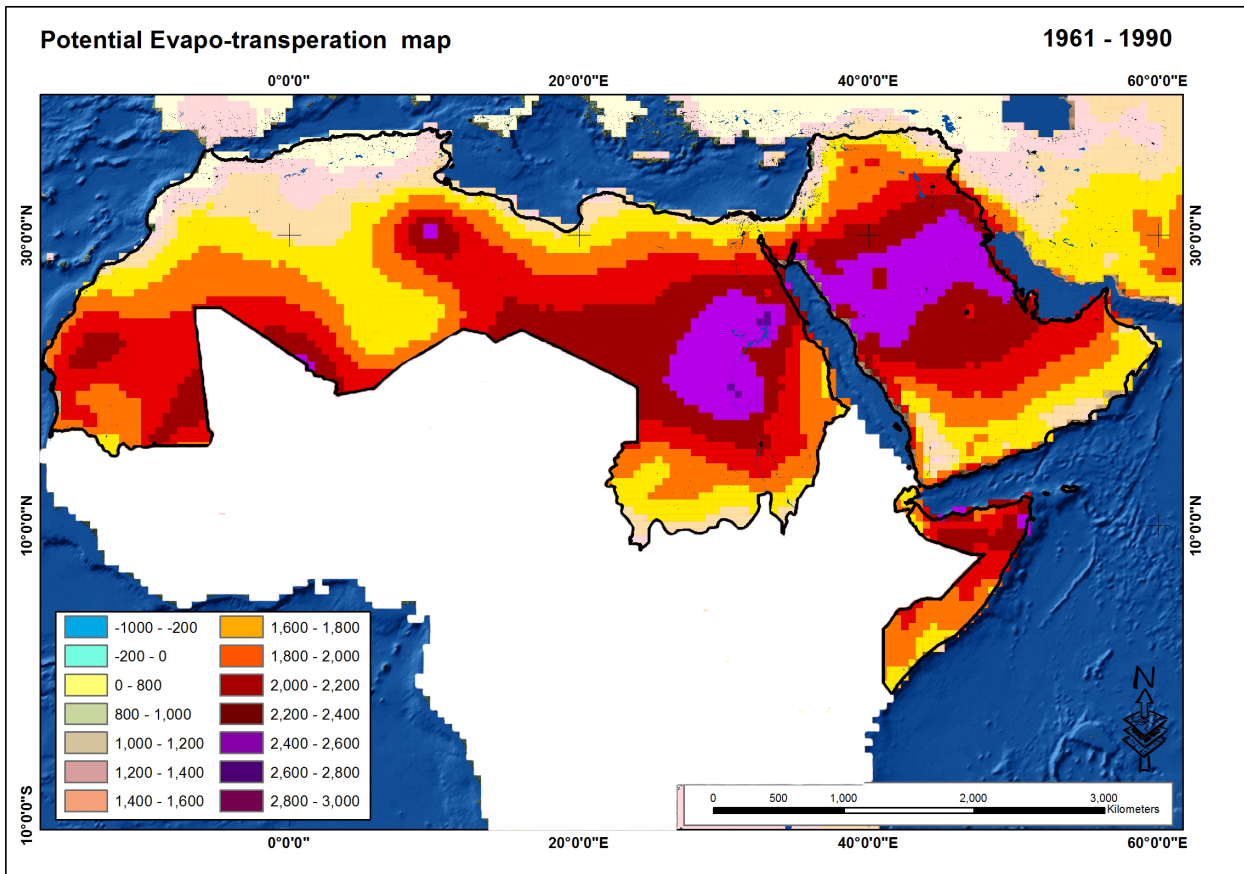 Potential Evapo-transperation map
1961 - 1990
0°0'0"
20°0'0"E
40°0'0"E
60°0'0"E
30°0'0"N
30°0'0"N
10°0'0"N
10°0'0"N
10°0'0"S
-1000 - -200
-200 - 0
0 - 800
800 - 1,000
1,000 - 1,200
1,200 - 1,400
1,400 - 1,600
1,600 - 1,800
1,800 - 2,000
2,000 - 2,200
2,200 - 2,400
2,400 - 2,600
2,600 - 2,800
2,800 - 3,000
N
0 500 1,000 2,000 3,000
Kilometers
0°0'0"
20°0'0"E
40°0'0"E
60°0'0"E